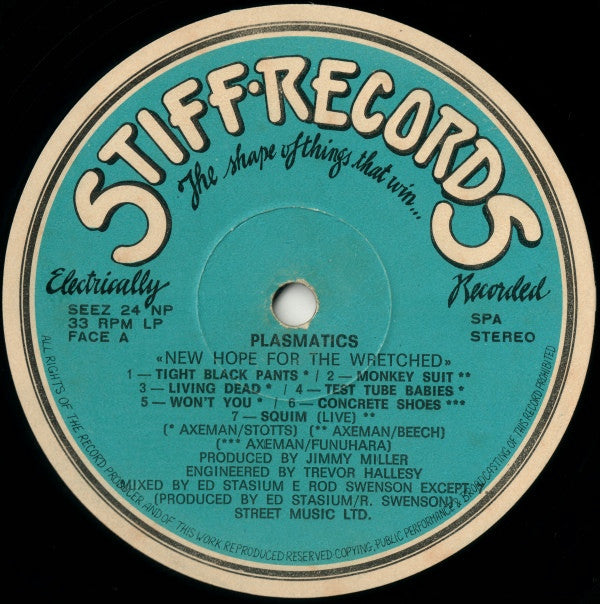 STIFF·RECORDS
The shape of things that win...
Electrically
Recorded
SEEZ 24 NP
33 RPM LP
FACE A
SPA
STEREO
PLASMATICS
«NEW HOPE FOR THE WRETCHED»
1 — TIGHT BLACK PANTS * / 2 — MONKEY SUIT **
3 — LIVING DEAD * / 4 — TEST TUBE BABIES *
5 — WON'T YOU * 6 — CONCRETE SHOES ***
7 — SQUIM (LIVE) **
(* AXEMAN/STOTTS) (** AXEMAN/BEECH)
(*** AXEMAN/FUNUHARA)
PRODUCED BY JIMMY MILLER
ENGINEERED BY TREVOR HALLESY
MIXED BY ED STASIUM E ROD SWENSON EXCEPT
(PRODUCED BY ED STASIUM/R. SWENSON)
STREET MUSIC LTD.
ALL RIGHTS OF THE RECORD PRODUCER, AND OF THIS WORK REPRODUCED RESERVED-COPYING, PUBLIC PERFORMANCE & BROADCASTING OF THIS RECORD PROHIBITED